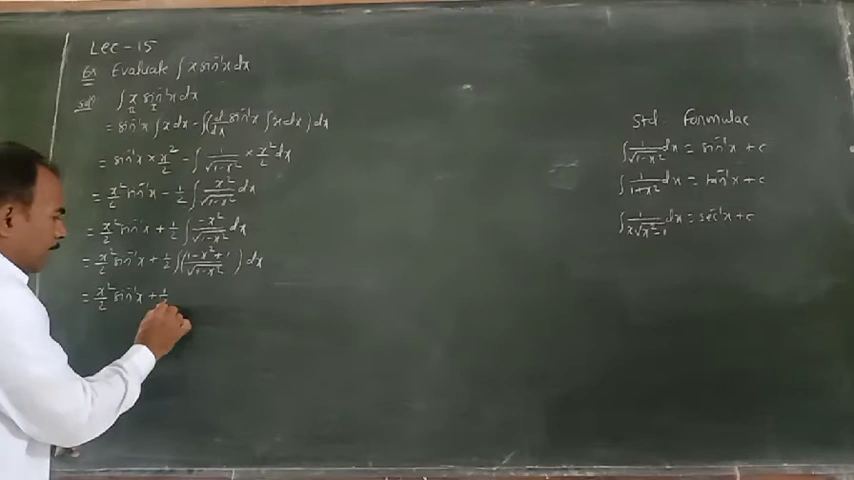 Lec-15
Ex Evaluate ∫ x sin⁻¹x dx
Sol: ∫ x sin⁻¹x dx
II I
= sin⁻¹x ∫ x dx - ∫( d/dx sin⁻¹x ∫ x dx ) dx
= sin⁻¹x × x²/2 - ∫ 1/√(1-x²) × x²/2 dx
= x²/2 sin⁻¹x - 1/2 ∫ x²/√(1-x²) dx
= x²/2 sin⁻¹x + 1/2 ∫ -x²/√(1-x²) dx
= x²/2 sin⁻¹x + 1/2 ∫( 1-x²+1/√(1-x²) ) dx
= x²/2 sin⁻¹x + 1/
Std. Formulae
∫ 1/√(1-x²) dx = sin⁻¹x + c
∫ 1/(1+x²) dx = tan⁻¹x + c
∫ 1/(x√(x²-1)) dx = sec⁻¹x + c